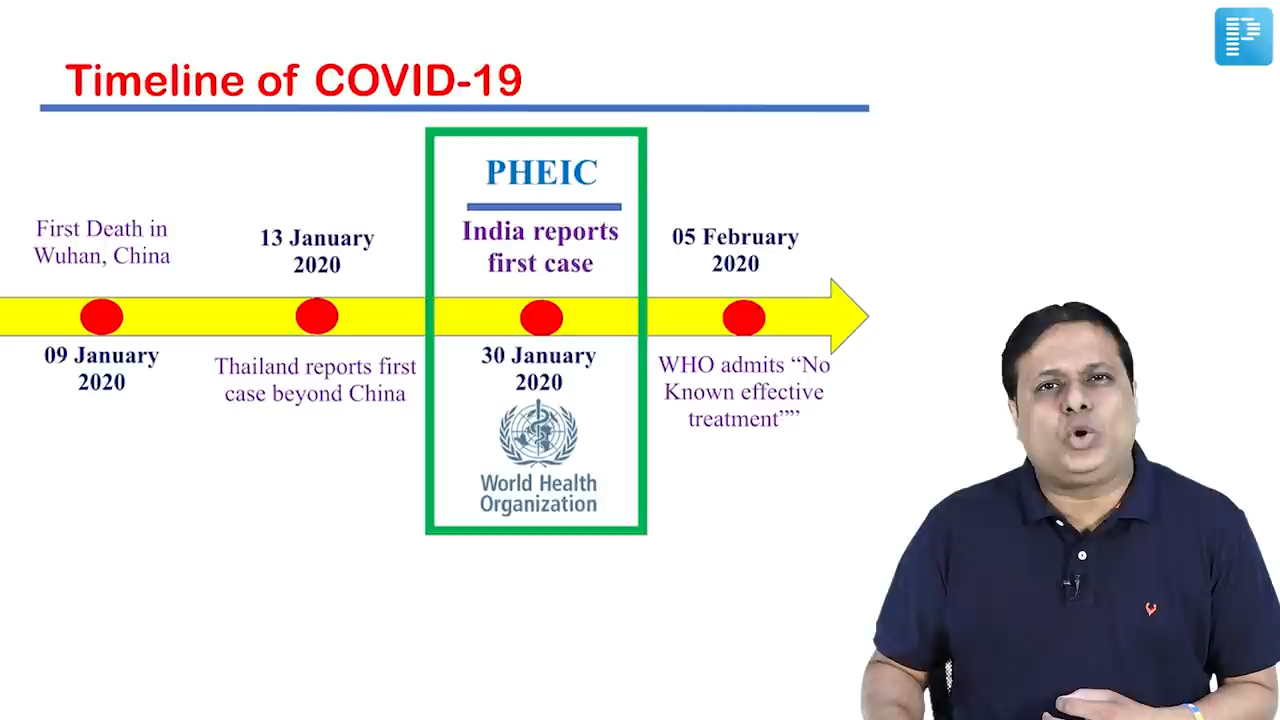 Timeline of COVID-19
First Death in
Wuhan, China
09 January
2020
13 January
2020
Thailand reports first
case beyond China
PHEIC
India reports
first case
30 January
2020
World Health
Organization
05 February
2020
WHO admits “No
Known effective
treatment””
P